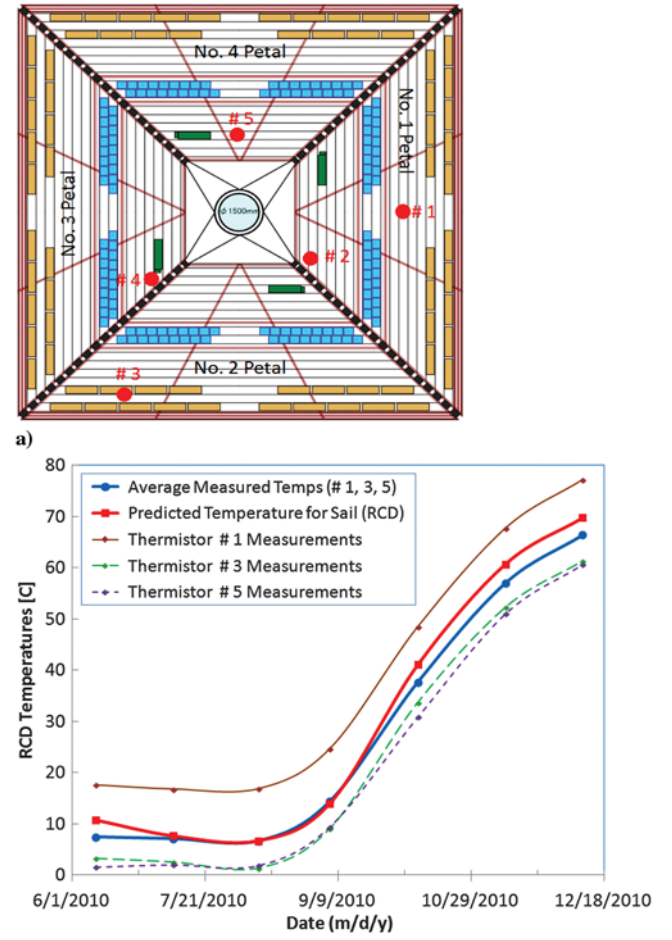 No. 4 Petal
# 5
No. 1 Petal
# 1
No. 3 Petal
ϕ 1500mm
# 2
# 4
No. 2 Petal
# 3
a)
80
70
60
50
40
30
20
10
0
RCD Temperatures [C]
Average Measured Temps (# 1, 3, 5)
Predicted Temperature for Sail (RCD)
Thermistor # 1 Measurements
Thermistor # 3 Measurements
Thermistor # 5 Measurements
6/1/2010 7/21/2010 9/9/2010 10/29/2010 12/18/2010
Date (m/d/y)